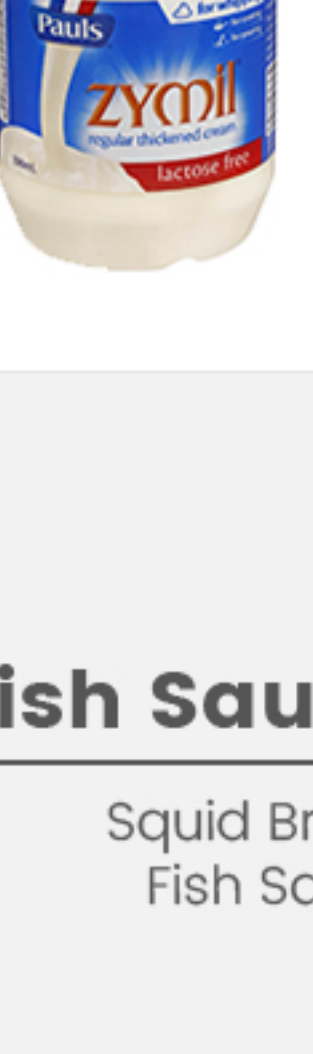 Pauls
zymil
regular thickened cream
lactose free
ish Sau
Squid Br
Fish Sa